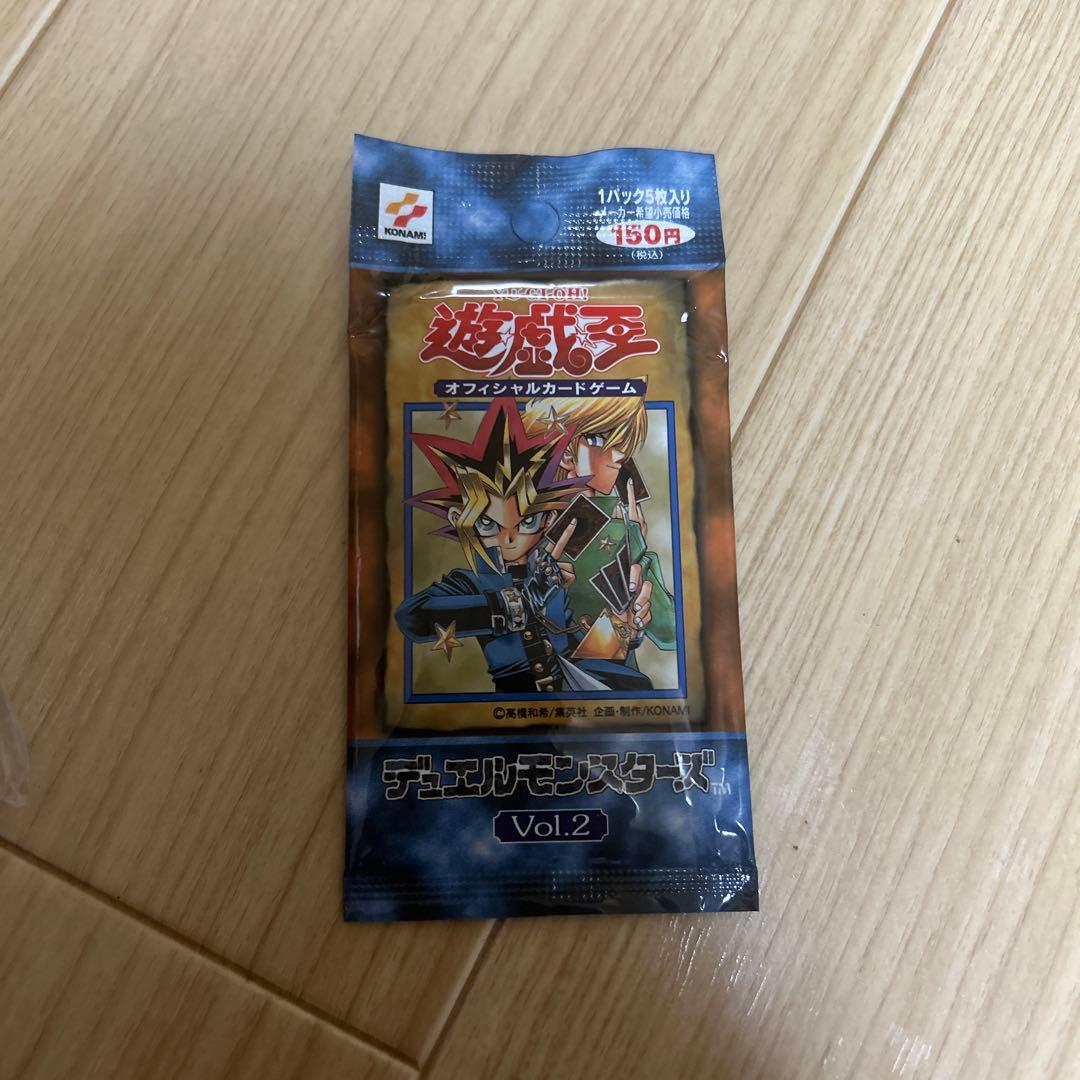 KONAMI
1パック5枚入り
メーカー希望小売価格
150円
(税込)
YU-GI-OH!
遊☆戯☆王
オフィシャルカードゲーム
©高橋和希/集英社 企画・制作/KONAMI
デュエルモンスターズ
TM
Vol.2